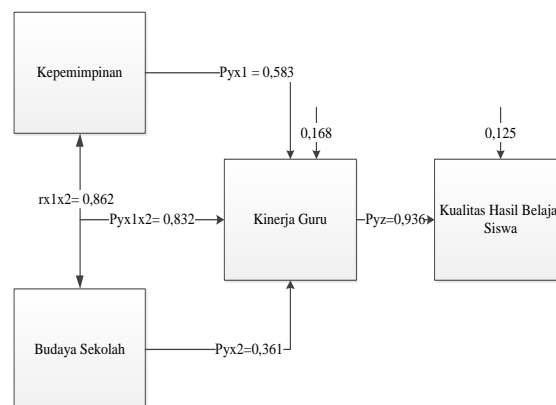 Kepemimpinan
Pyx1 = 0,583
0,168
0,125
rx1x2= 0,862
Pyx1x2= 0,832
Kinerja Guru
Pyz=0,936
Kualitas Hasil Belaja
Siswa
Budaya Sekolah
Pyx2=0,361